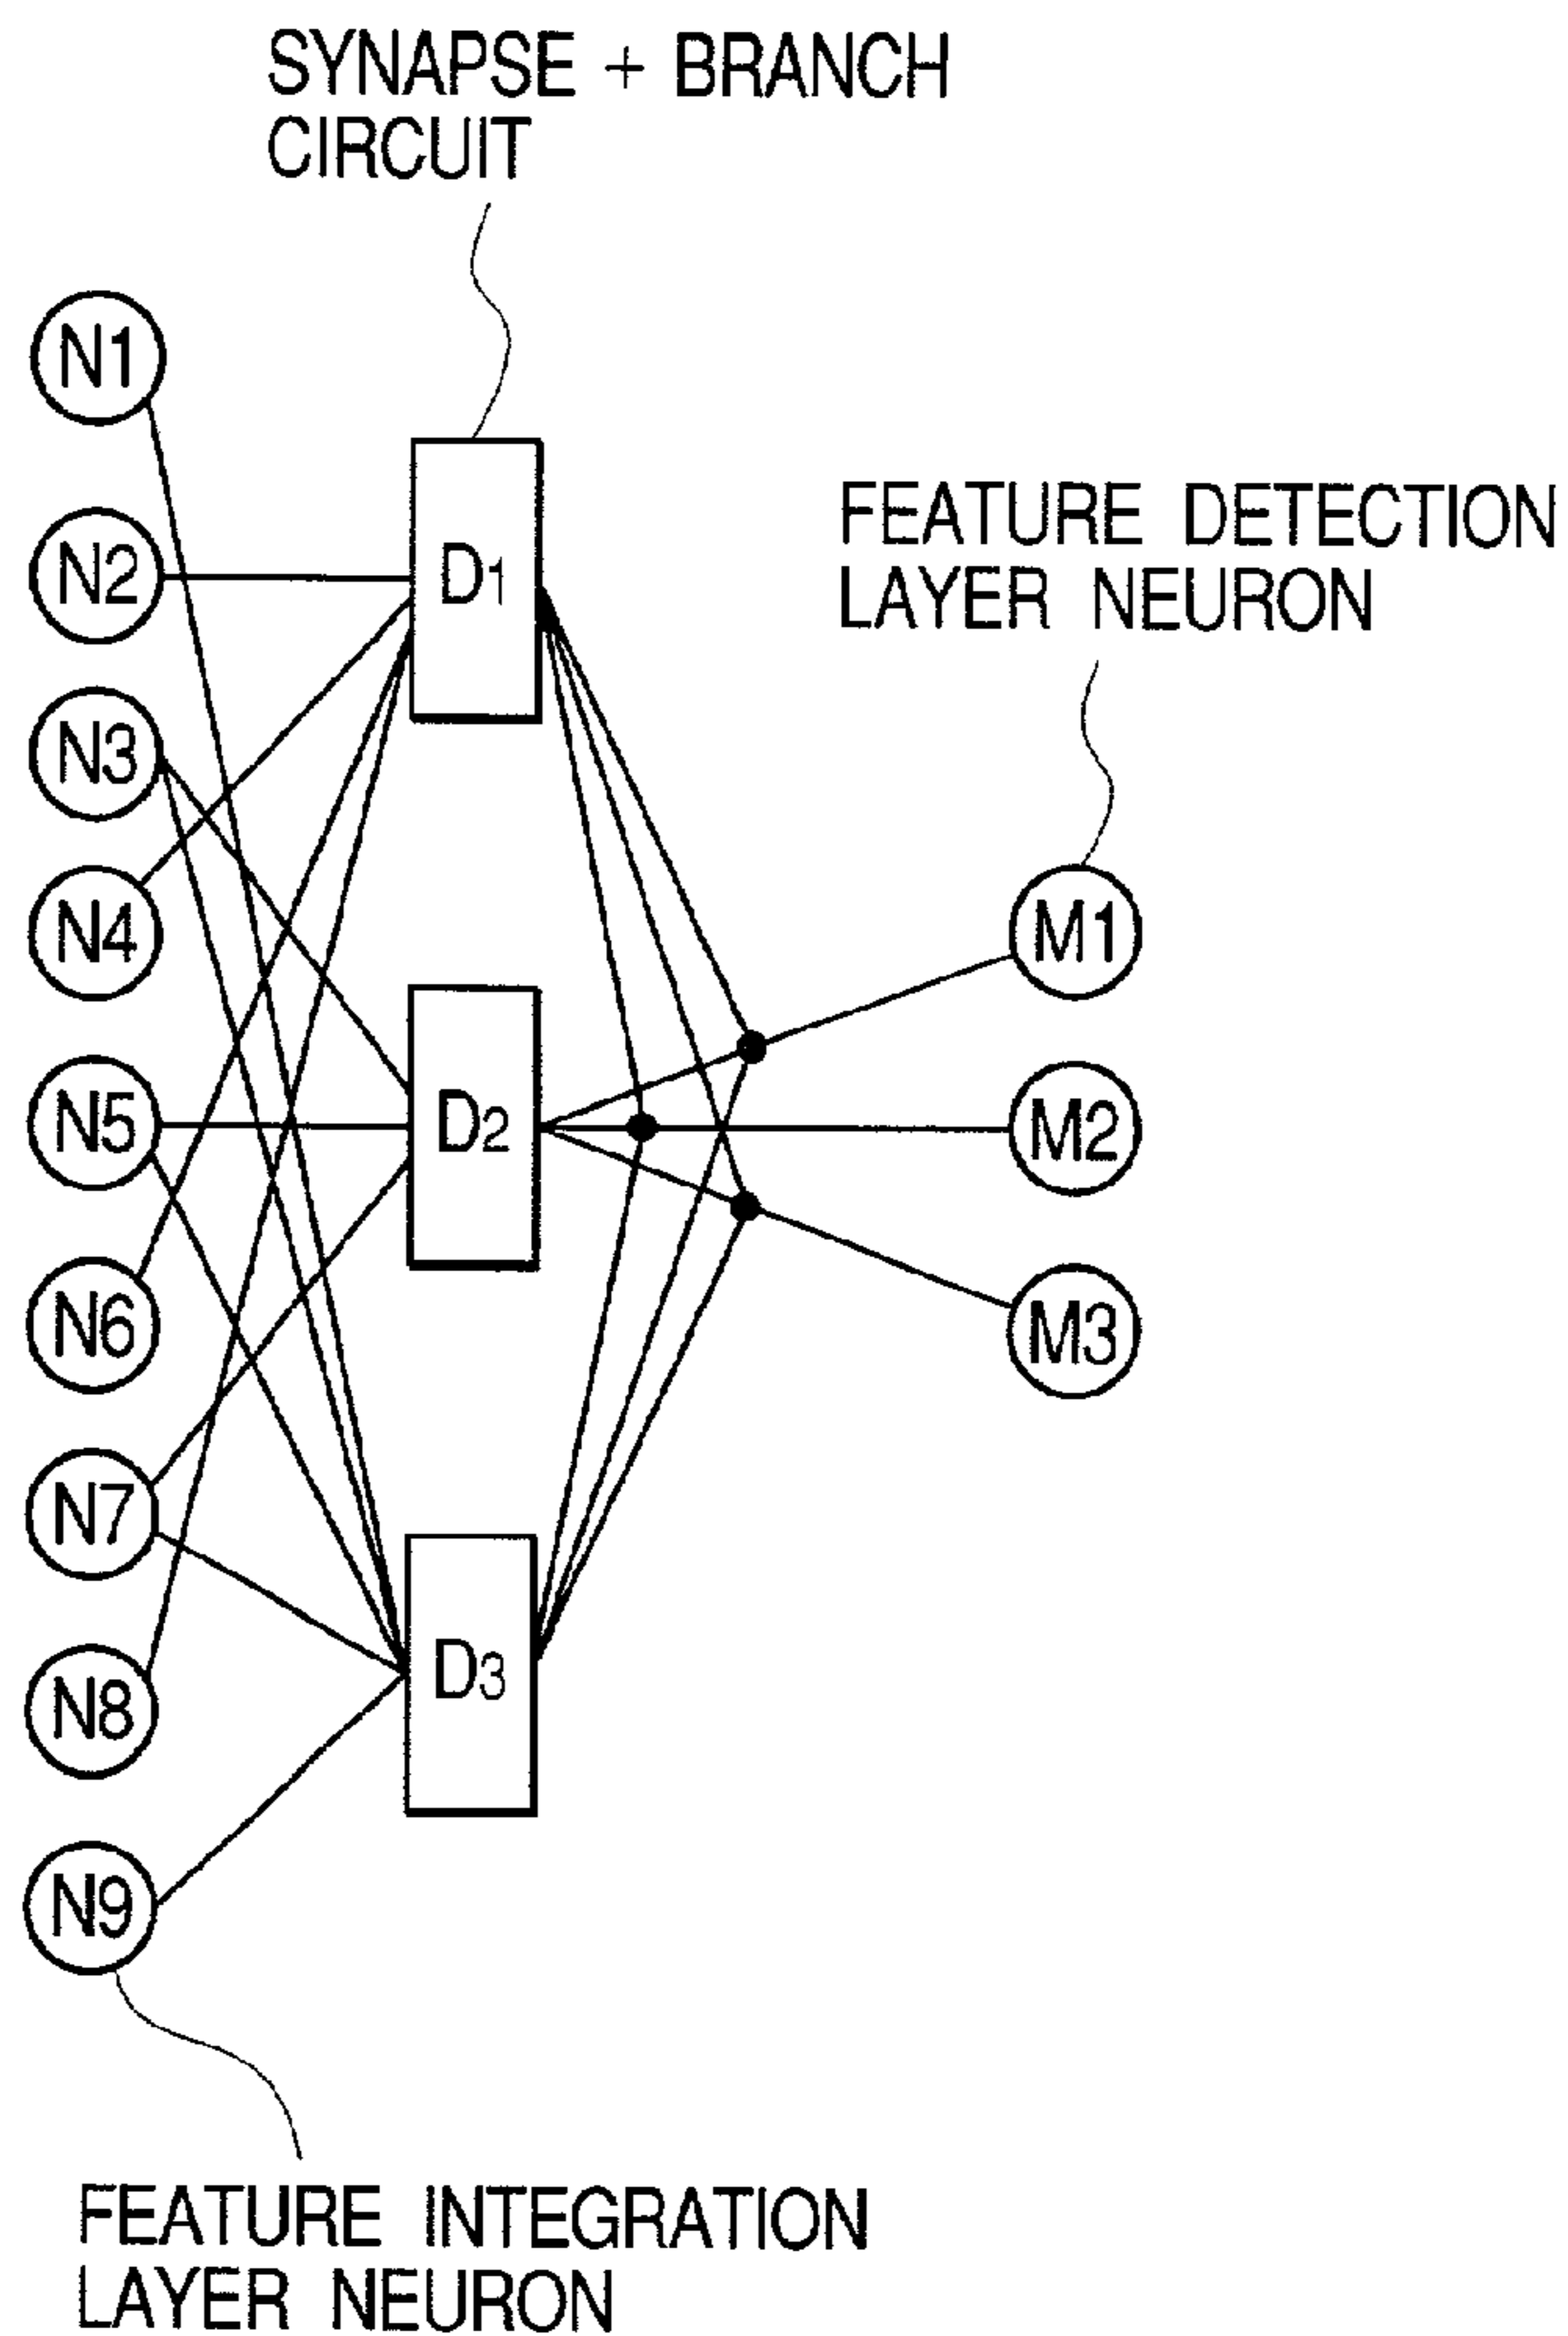 SYNAPSE + BRANCH
CIRCUIT
N1
N2
D1
FEATURE DETECTION
LAYER NEURON
N3
N4
M1
N5
D2
M2
N6
M3
N7
D3
N8
N9
FEATURE INTEGRATION
LAYER NEURON